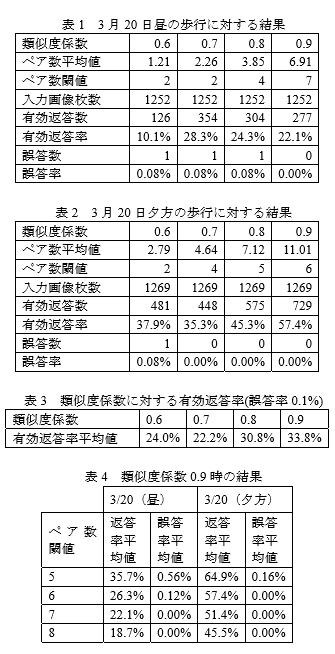 表1 3月20日昼の歩行に対する結果
類似度係数 0.6 0.7 0.8 0.9
ペア数平均値 1.21 2.26 3.85 6.91
ペア数閾値 2 2 4 7
入力画像枚数 1252 1252 1252 1252
有効返答数 126 354 304 277
有効返答率 10.1% 28.3% 24.3% 22.1%
誤答数 1 1 1 0
誤答率 0.08% 0.08% 0.08% 0.00%
表2 3月20日夕方の歩行に対する結果
類似度係数 0.6 0.7 0.8 0.9
ペア数平均値 2.79 4.64 7.12 11.01
ペア数閾値 2 4 5 6
入力画像枚数 1269 1269 1269 1269
有効返答数 481 448 575 729
有効返答率 37.9% 35.3% 45.3% 57.4%
誤答数 1 0 0 0
誤答率 0.08% 0.00% 0.00% 0.00%
表3 類似度係数に対する有効返答率(誤答率0.1%)
類似度係数 0.6 0.7 0.8 0.9
有効返答率平均値 24.0% 22.2% 30.8% 33.8%
表4 類似度係数0.9時の結果
3/20(昼) 3/20(夕方)
ペア数閾値 返答率平均値 誤答率平均値 返答率平均値 誤答率平均値
5 35.7% 0.56% 64.9% 0.16%
6 26.3% 0.12% 57.4% 0.00%
7 22.1% 0.00% 51.4% 0.00%
8 18.7% 0.00% 45.5% 0.00%